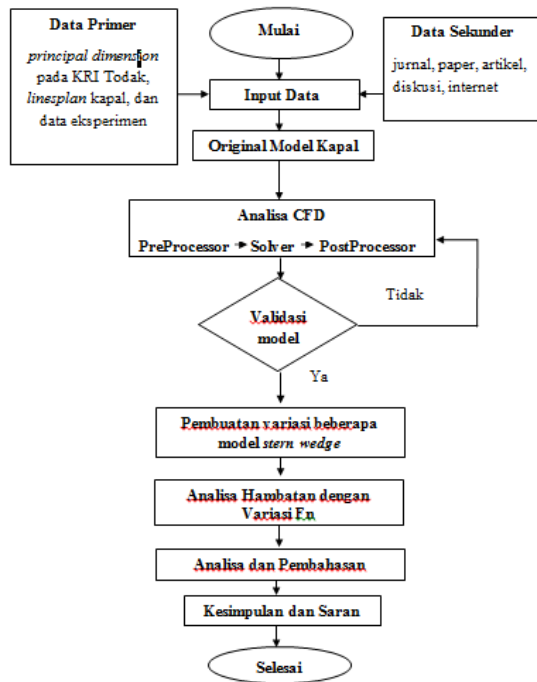 Data Primer
principal dimension
pada KRI Todak,
linesplan kapal, dan
data eksperimen
Mulai
Data Sekunder
jurnal, paper, artikel,
diskusi, internet
Input Data
Original Model Kapal
Analisa CFD
PreProcessor Solver PostProcessor
Tidak
Validasi
model
Ya
Pembuatan variasi beberapa
model stern wedge
Analisa Hambatan dengan
Variasi Fn
Analisa dan Pembahasan
Kesimpulan dan Saran
Selesai